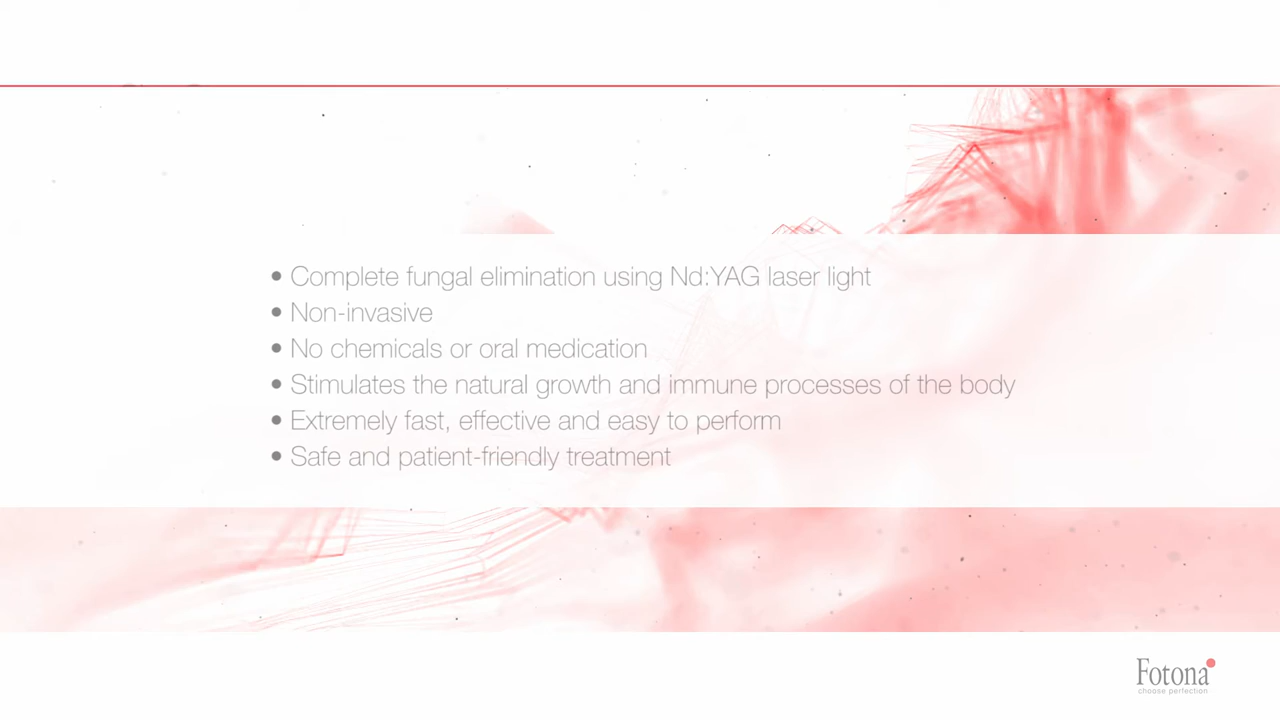 • Complete fungal elimination using Nd:YAG laser light
• Non-invasive
• No chemicals or oral medication
• Stimulates the natural growth and immune processes of the body
• Extremely fast, effective and easy to perform
• Safe and patient-friendly treatment
Fotona
choose perfection